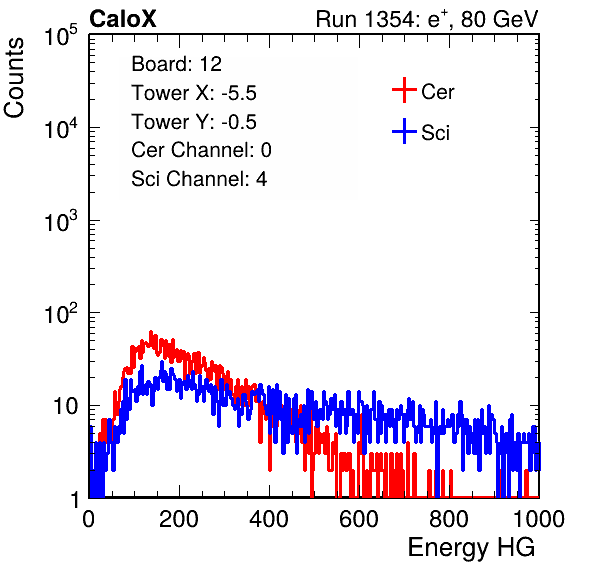 CaloX Run 1354: e⁺, 80 GeV
Counts
Board: 12
Tower X: -5.5
Tower Y: -0.5
Cer Channel: 0
Sci Channel: 4
Cer
Sci
10⁵
10⁴
10³
10²
10
1
0 200 400 600 800 1000
Energy HG